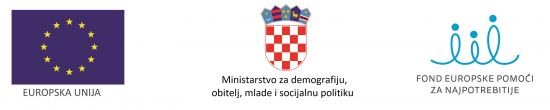 EUROPSKA UNIJA
Ministarstvo za demografiju,
obitelj, mlade i socijalnu politiku
FOND EUROPSKE POMOĆI
ZA NAJPOTREBITIJE